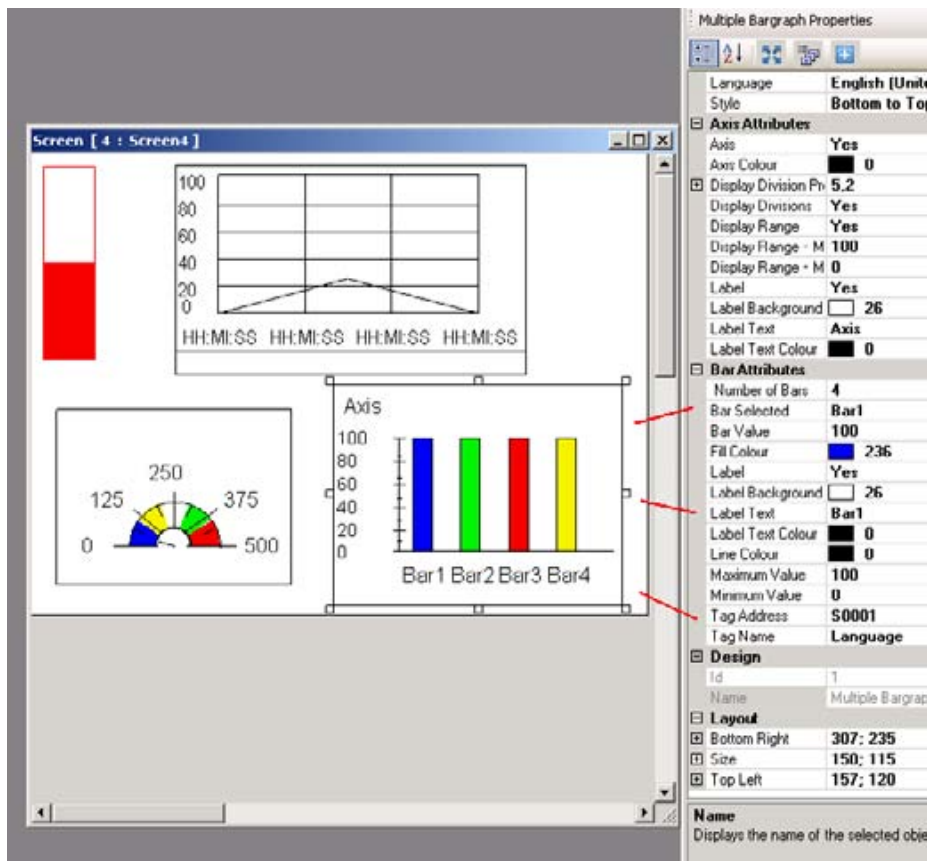 Screen [ 4 : Screen4 ]
100
80
60
40
20
0
HH:MI:SS HH:MI:SS HH:MI:SS HH:MI:SS
250
125 375
0 500
Axis
100
80
60
40
20
0
Bar1 Bar2 Bar3 Bar4
Multiple Bargraph Properties
Language English (Unite
Style Bottom to Top
Axis Attributes
Axis Yes
Axis Colour 0
Display Division Pr 5,2
Display Divisions Yes
Display Range Yes
Display Range - M 100
Display Range - M 0
Label Yes
Label Background 26
Label Text Axis
Label Text Colour 0
Bar Attributes
Number of Bars 4
Bar Selected Bar1
Bar Value 100
Fill Colour 236
Label Yes
Label Background 26
Label Text Bar1
Label Text Colour 0
Line Colour 0
Maximum Value 100
Minimum Value 0
Tag Address S0001
Tag Name Language
Design
Id 1
Name Multiple Bargrap
Layout
Bottom Right 307; 235
Size 150; 115
Top Left 157; 120
Name
Displays the name of the selected obje